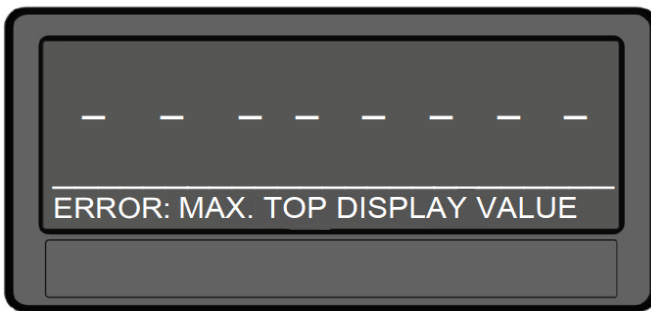 - - - - - - - -
ERROR: MAX. TOP DISPLAY VALUE